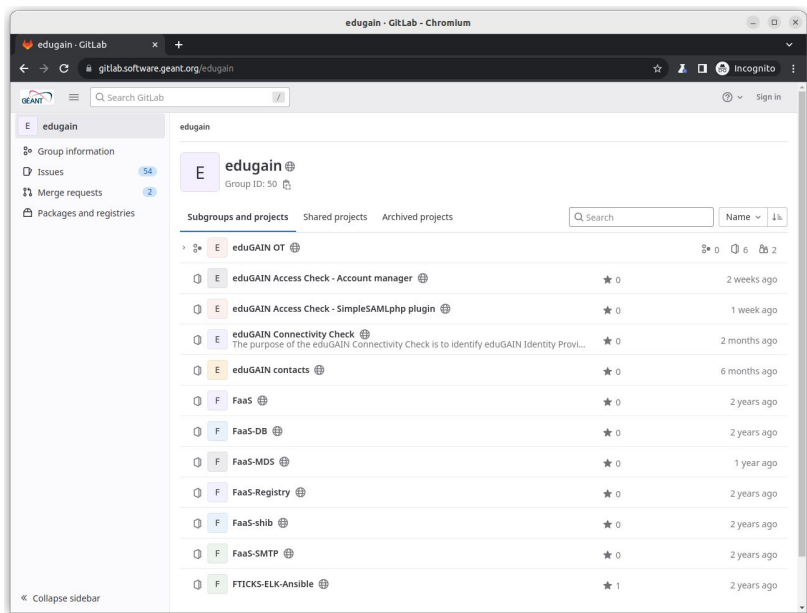 edugain · GitLab - Chromium
edugain · GitLab
gitlab.software.geant.org/edugain
Incognito
GÉANT
Search GitLab
/
Sign in
E edugain
Group information
Issues 54
Merge requests 2
Packages and registries
Collapse sidebar
edugain
E
edugain
Group ID: 50
Subgroups and projects Shared projects Archived projects Search Name
E eduGAIN OT 0 6 2
E eduGAIN Access Check - Account manager 0 2 weeks ago
E eduGAIN Access Check - SimpleSAMLphp plugin 0 1 week ago
E eduGAIN Connectivity Check 0 2 months ago
The purpose of the eduGAIN Connectivity Check is to identify eduGAIN Identity Provi...
E eduGAIN contacts 0 6 months ago
F FaaS 0 2 years ago
F FaaS-DB 0 2 years ago
F FaaS-MDS 0 1 year ago
F FaaS-Registry 0 2 years ago
F FaaS-shib 0 2 years ago
F FaaS-SMTP 0 2 years ago
F FTICKS-ELK-Ansible 1 2 years ago